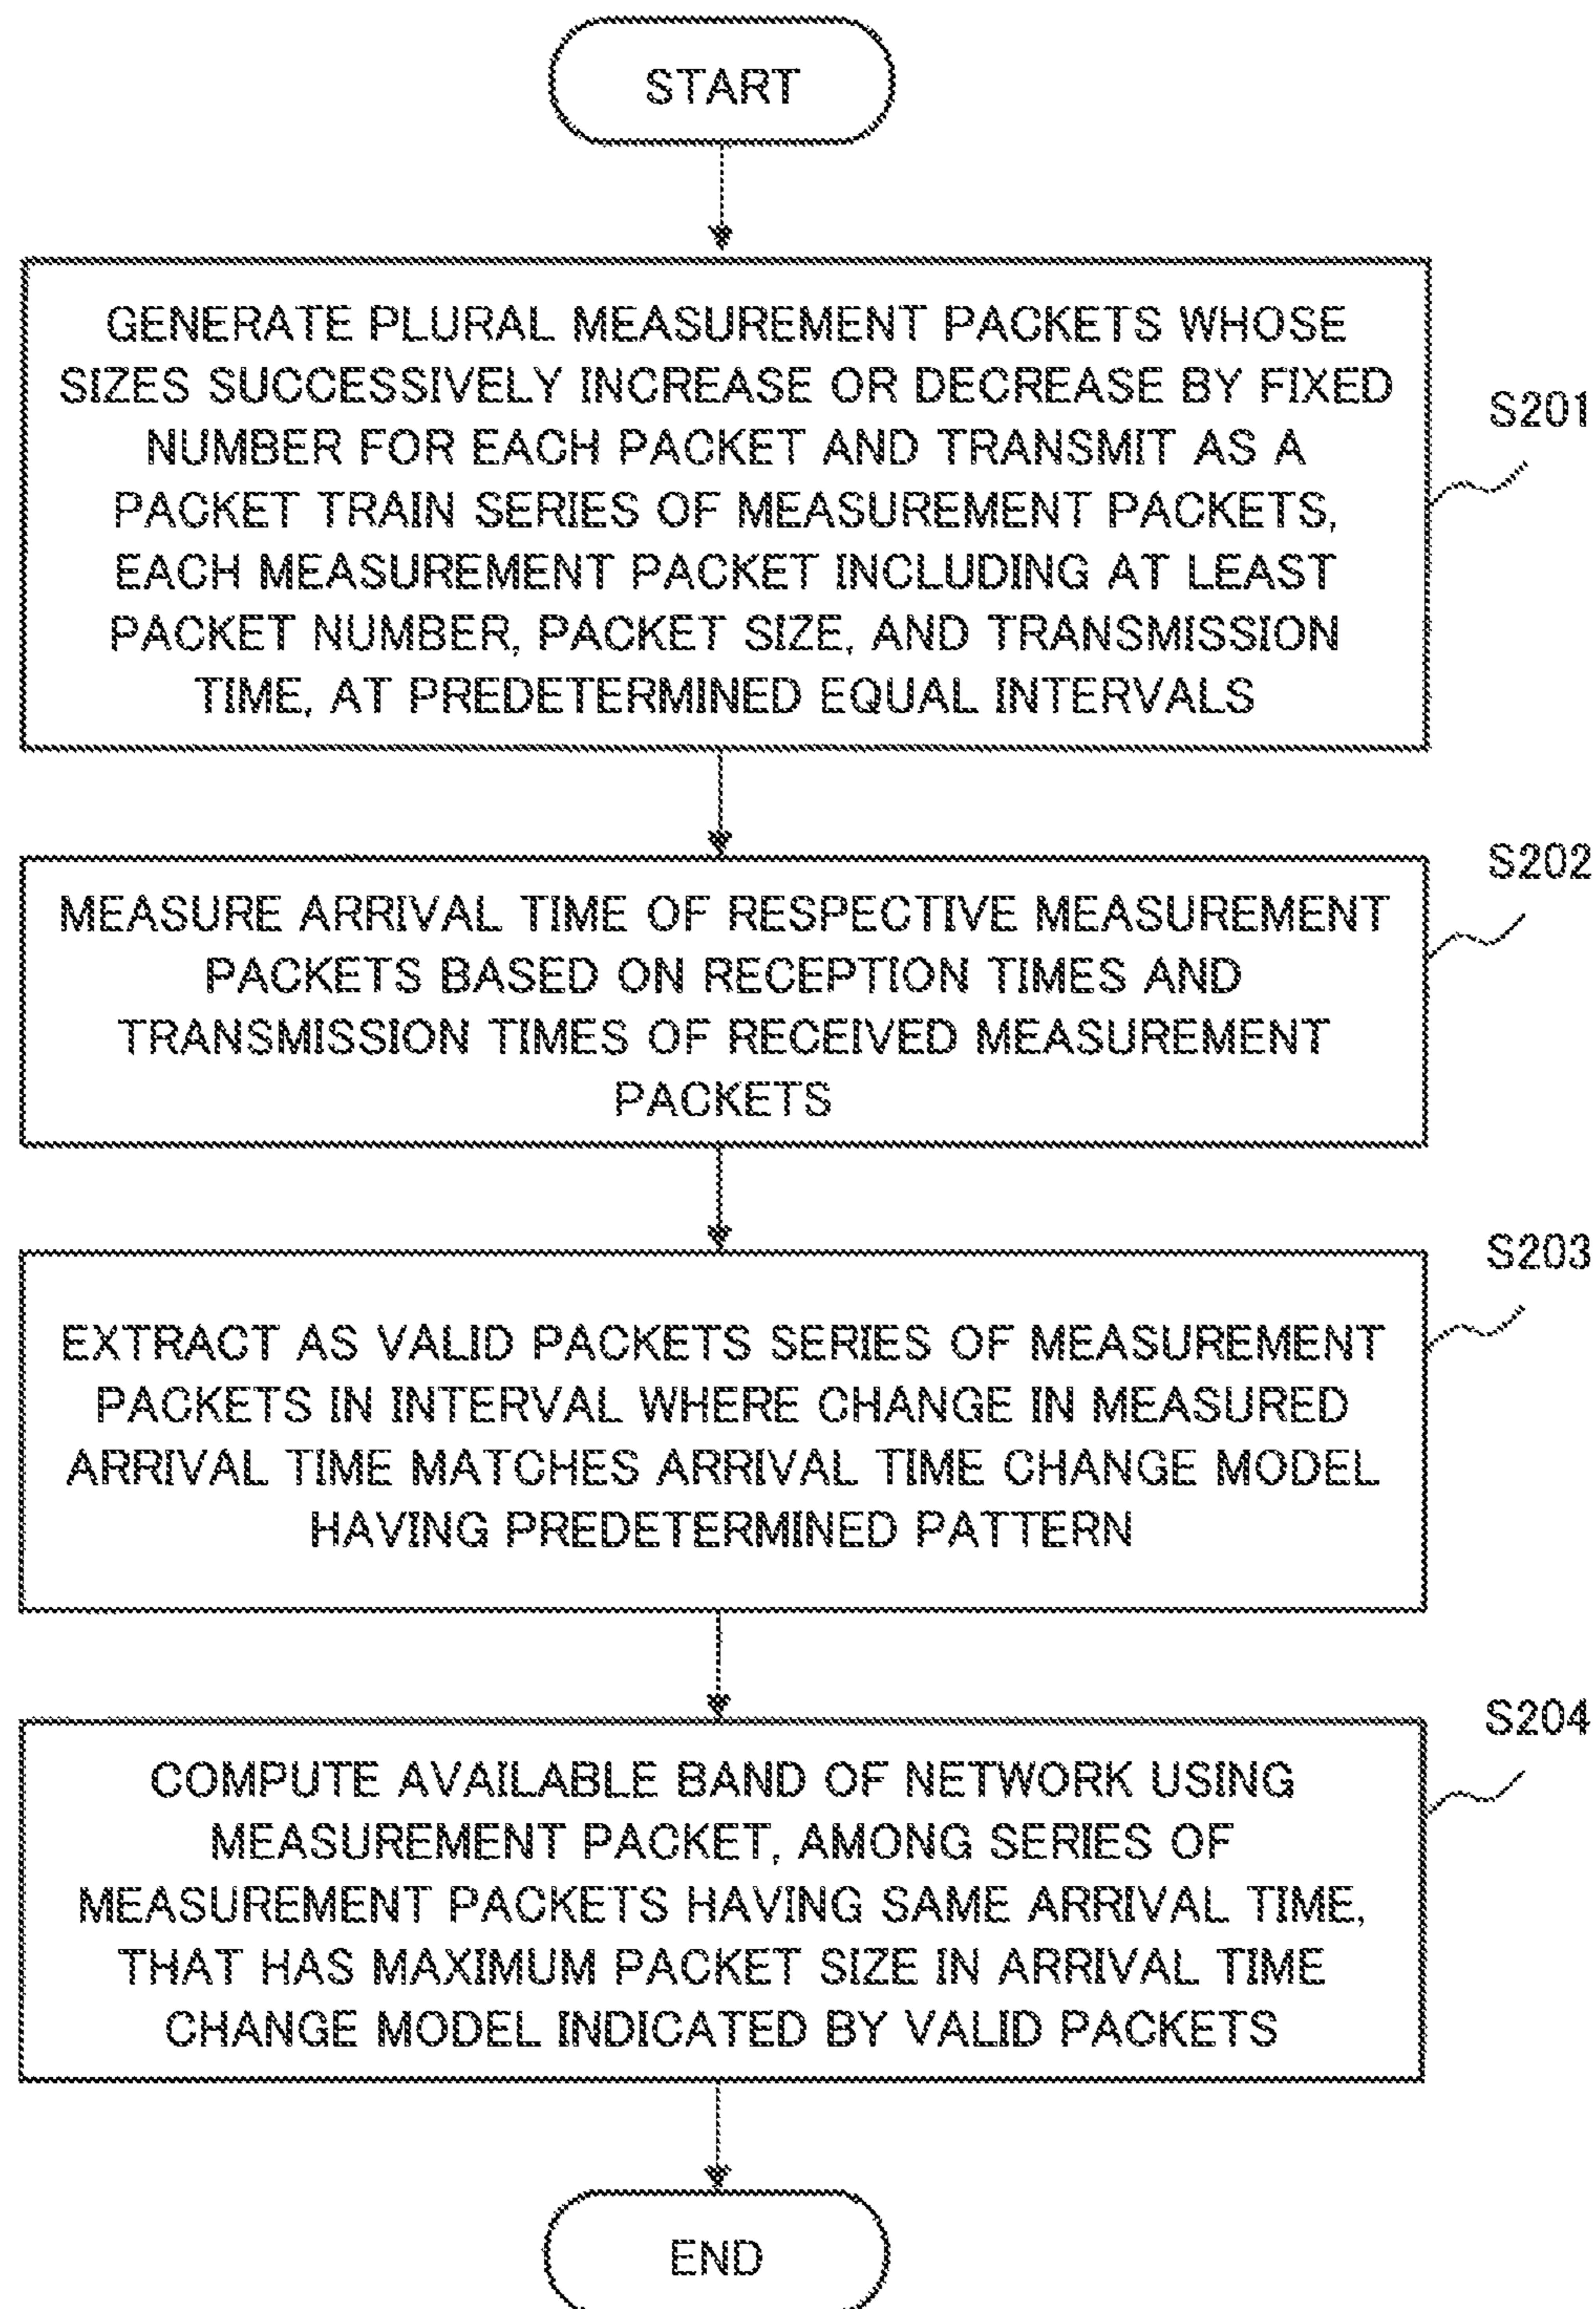 START
GENERATE PLURAL MEASUREMENT PACKETS WHOSE
SIZES SUCCESSIVELY INCREASE OR DECREASE BY FIXED
NUMBER FOR EACH PACKET AND TRANSMIT AS A
PACKET TRAIN SERIES OF MEASUREMENT PACKETS,
EACH MEASUREMENT PACKET INCLUDING AT LEAST
PACKET NUMBER, PACKET SIZE, AND TRANSMISSION
TIME, AT PREDETERMINED EQUAL INTERVALS
S201
MEASURE ARRIVAL TIME OF RESPECTIVE MEASUREMENT
PACKETS BASED ON RECEPTION TIMES AND
TRANSMISSION TIMES OF RECEIVED MEASUREMENT
PACKETS
S202
EXTRACT AS VALID PACKETS SERIES OF MEASUREMENT
PACKETS IN INTERVAL WHERE CHANGE IN MEASURED
ARRIVAL TIME MATCHES ARRIVAL TIME CHANGE MODEL
HAVING PREDETERMINED PATTERN
S203
COMPUTE AVAILABLE BAND OF NETWORK USING
MEASUREMENT PACKET, AMONG SERIES OF
MEASUREMENT PACKETS HAVING SAME ARRIVAL TIME,
THAT HAS MAXIMUM PACKET SIZE IN ARRIVAL TIME
CHANGE MODEL INDICATED BY VALID PACKETS
S204
END